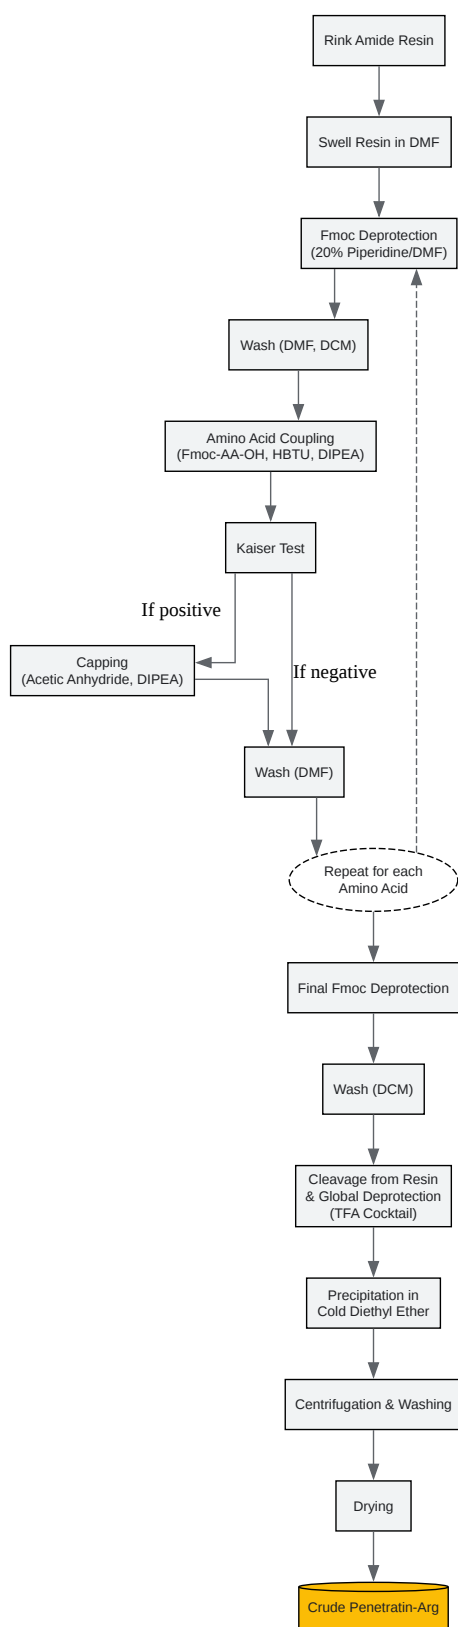 Rink Amide Resin
Swell Resin in DMF
Fmoc Deprotection
(20% Piperidine/DMF)
Wash (DMF, DCM)
Amino Acid Coupling
(Fmoc-AA-OH, HBTU, DIPEA)
Kaiser Test
If positive
Capping
(Acetic Anhydride, DIPEA)
If negative
Wash (DMF)
Repeat for each
Amino Acid
Final Fmoc Deprotection
Wash (DCM)
Cleavage from Resin
& Global Deprotection
(TFA Cocktail)
Precipitation in
Cold Diethyl Ether
Centrifugation & Washing
Drying
Crude Penetratin-Arg